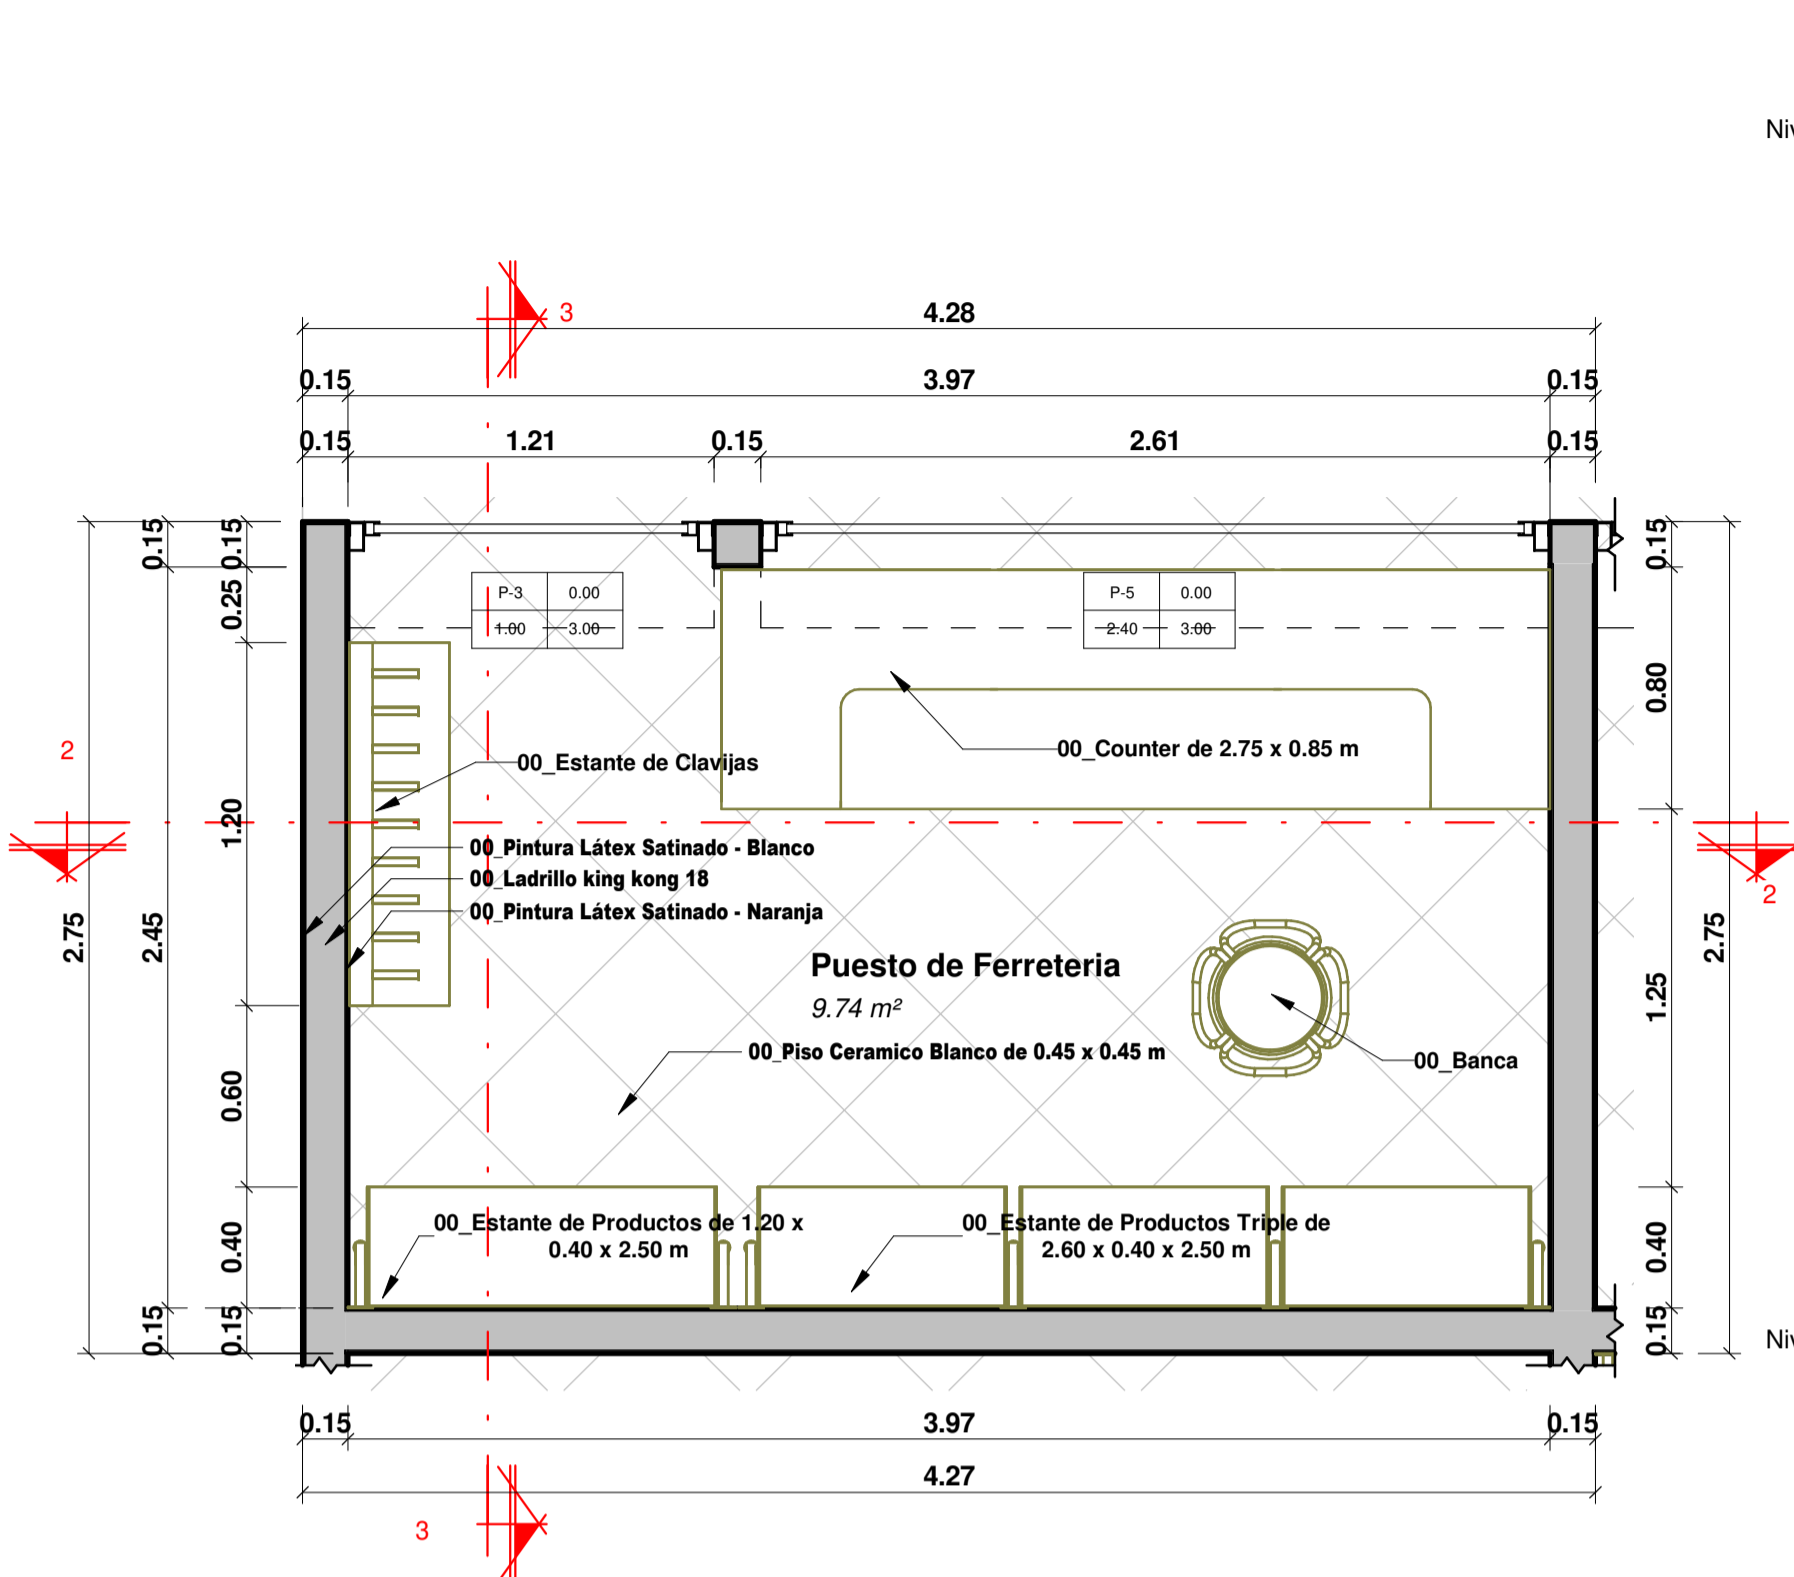 Niv
3
4.28
0.15 3.97 0.15
0.15 1.21 0.15 2.61 0.15
0.15 0.15 0.15
0.25
P-3 0.00
1.00 3.00
P-5 0.00
2.40 3.00
0.80
2
00_Counter de 2.75 x 0.85 m
00_Estante de Clavijas
1.20
00_Pintura Látex Satinado - Blanco
00_Ladrillo king kong 18
00_Pintura Látex Satinado - Naranja
2
2.75 2.45 2.75
Puesto de Ferreteria
9.74 m²
1.25
00_Piso Ceramico Blanco de 0.45 x 0.45 m
00_Banca
0.60
00_Estante de Productos de 1.20 x
0.40 x 2.50 m
00_Estante de Productos Triple de
2.60 x 0.40 x 2.50 m
0.40 0.40
0.15 0.15 0.15
Niv
0.15 3.97 0.15
4.27
3